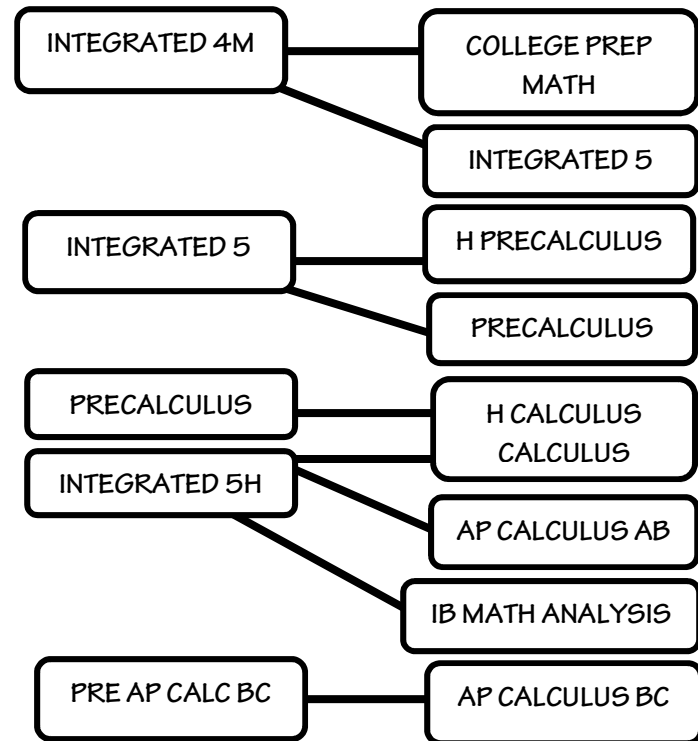 INTEGRATED 4M
COLLEGE PREP
MATH
INTEGRATED 5
INTEGRATED 5
H PRECALCULUS
PRECALCULUS
PRECALCULUS
H CALCULUS
CALCULUS
INTEGRATED 5H
AP CALCULUS AB
IB MATH ANALYSIS
PRE AP CALC BC
AP CALCULUS BC